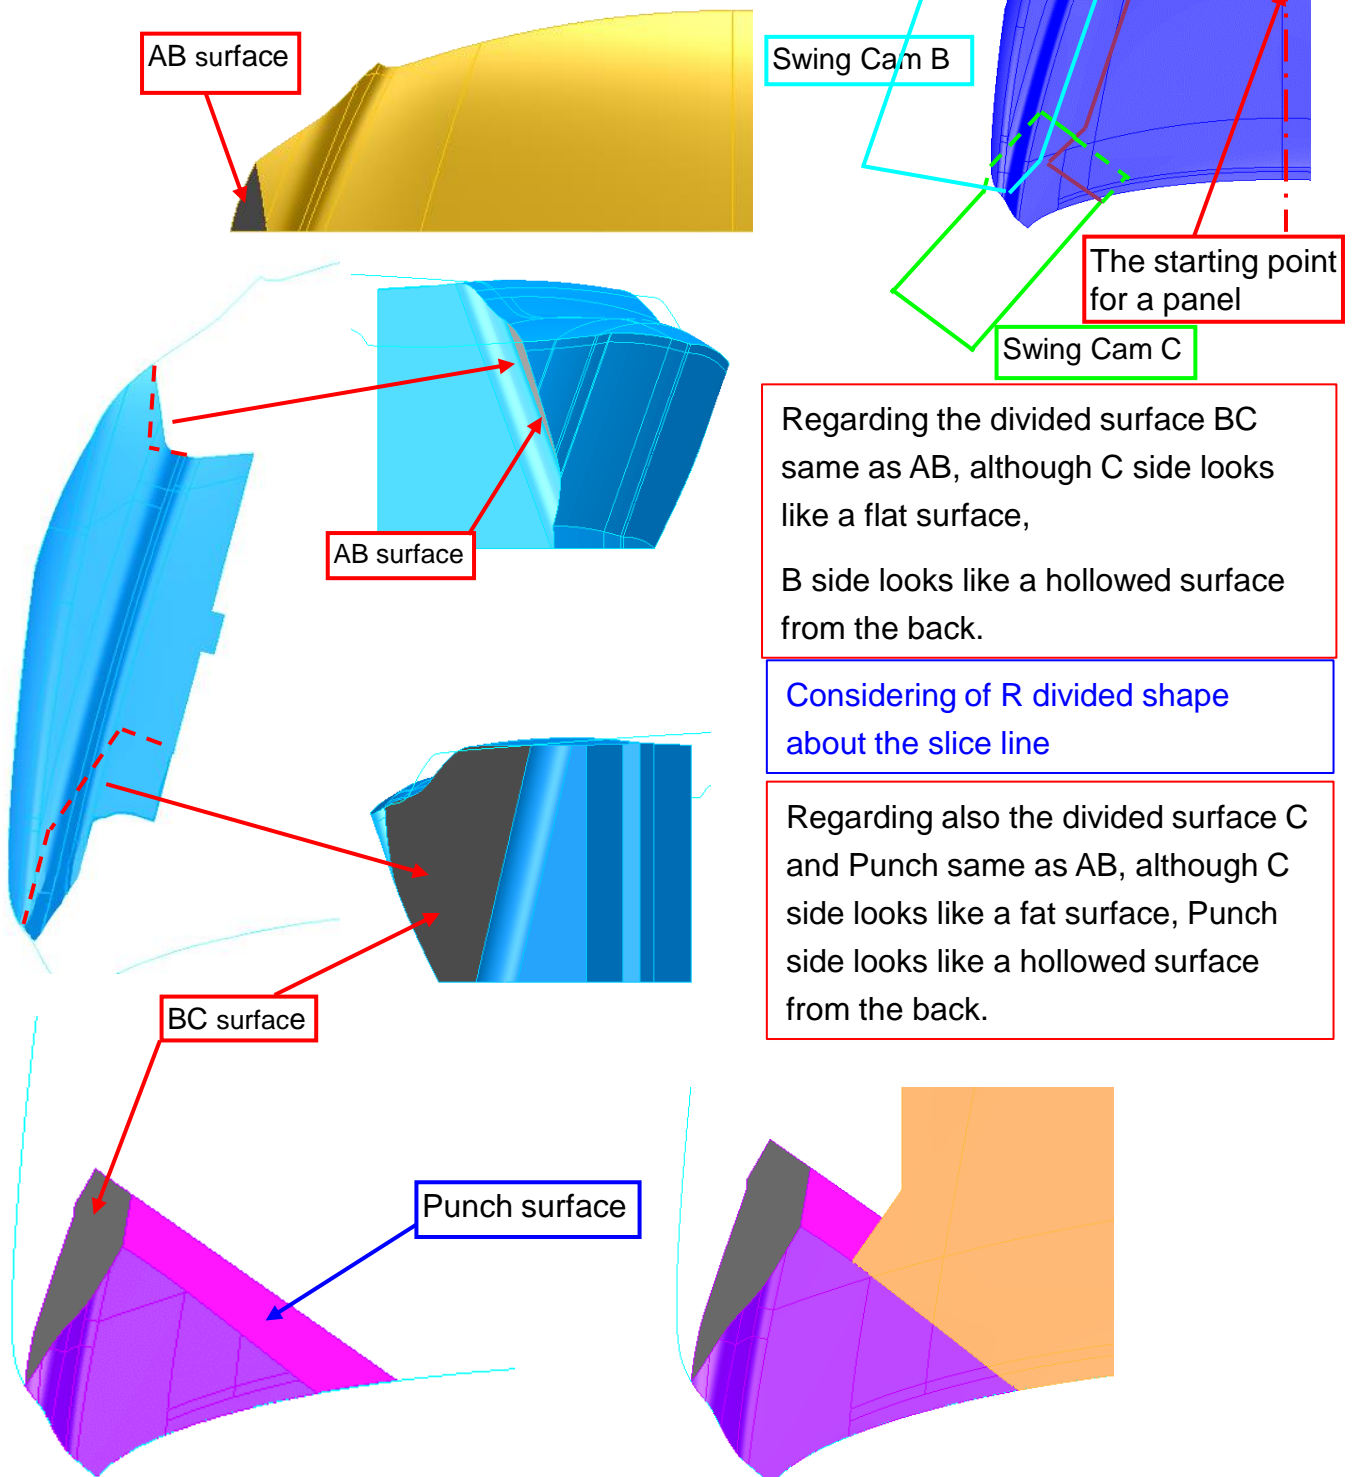 AB surface
Swing Cam B
The starting point
for a panel
Swing Cam C
Regarding the divided surface BC
same as AB, although C side looks
like a flat surface,
B side looks like a hollowed surface
from the back.
AB surface
Considering of R divided shape
about the slice line
Regarding also the divided surface C
and Punch same as AB, although C
side looks like a fat surface, Punch
side looks like a hollowed surface
from the back.
BC surface
Punch surface